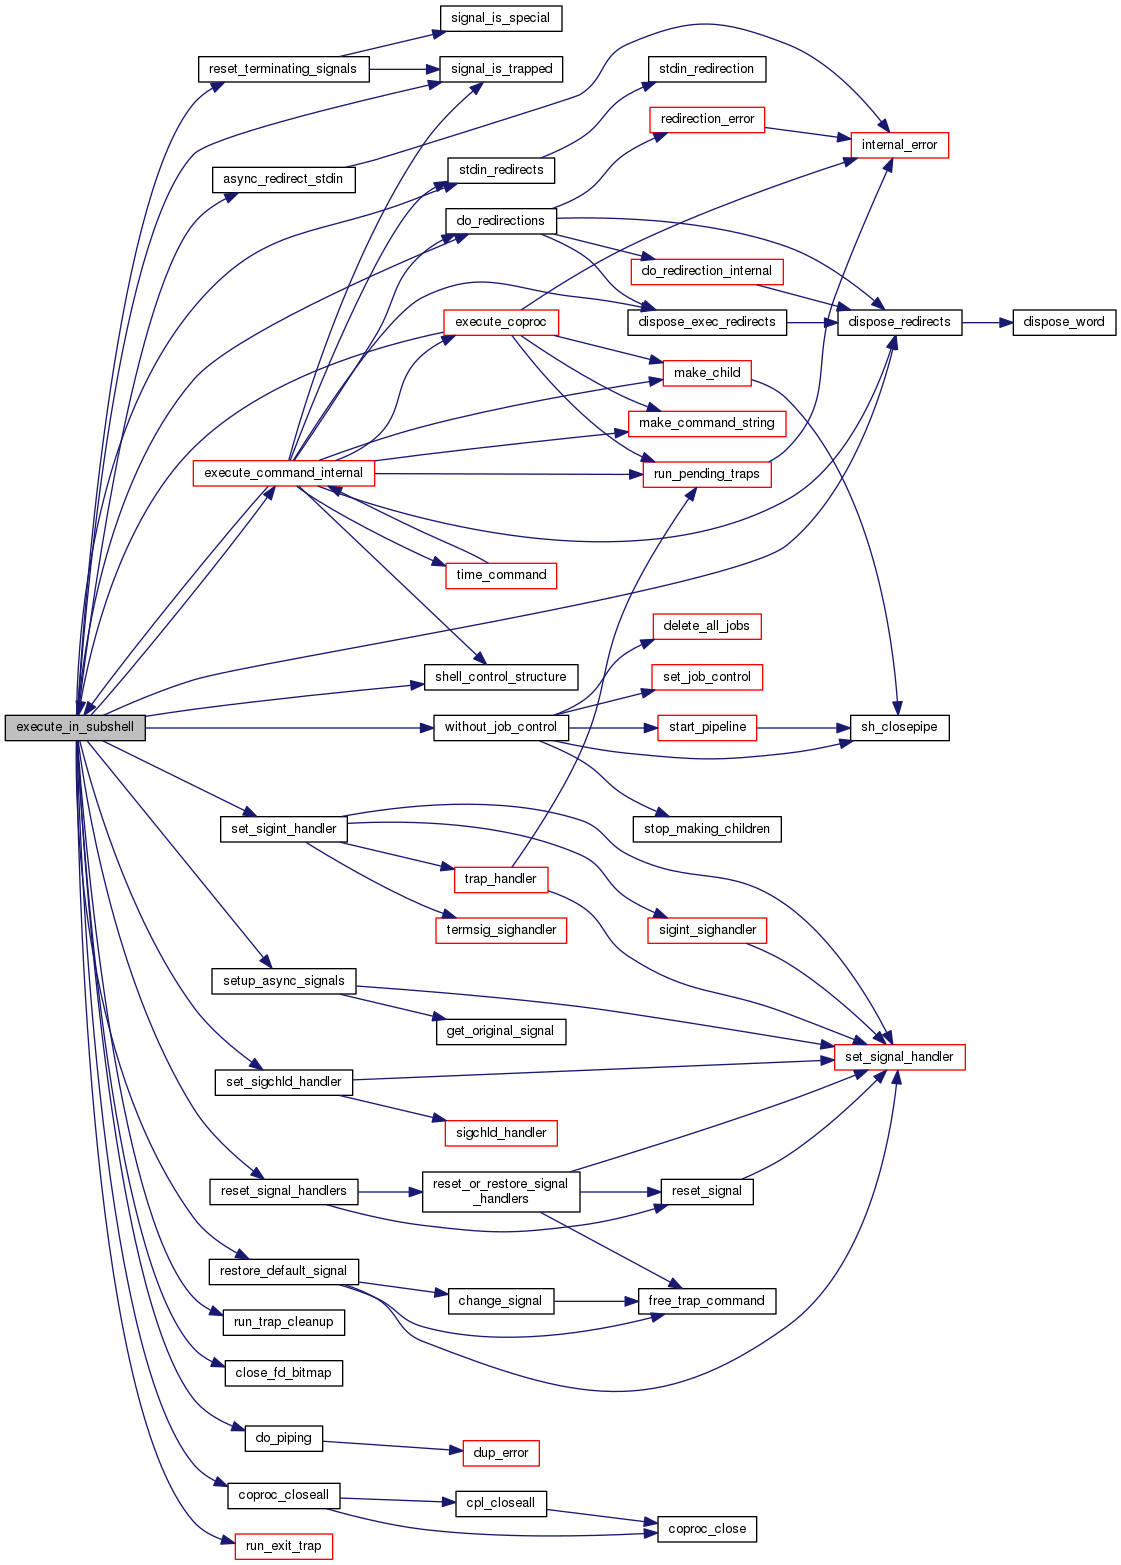 signal_is_special
reset_terminating_signals
signal_is_trapped
stdin_redirection
redirection_error
internal_error
stdin_redirects
async_redirect_stdin
do_redirections
do_redirection_internal
execute_coproc
dispose_exec_redirects
dispose_redirects
dispose_word
make_child
make_command_string
execute_command_internal
run_pending_traps
time_command
delete_all_jobs
shell_control_structure
set_job_control
execute_in_subshell
without_job_control
start_pipeline
sh_closepipe
set_sigint_handler
stop_making_children
trap_handler
termsig_sighandler
sigint_sighandler
setup_async_signals
get_original_signal
set_signal_handler
set_sigchld_handler
sigchld_handler
reset_signal_handlers
reset_or_restore_signal
_handlers
reset_signal
restore_default_signal
change_signal
free_trap_command
run_trap_cleanup
close_fd_bitmap
do_piping
dup_error
coproc_closeall
cpl_closeall
coproc_close
run_exit_trap